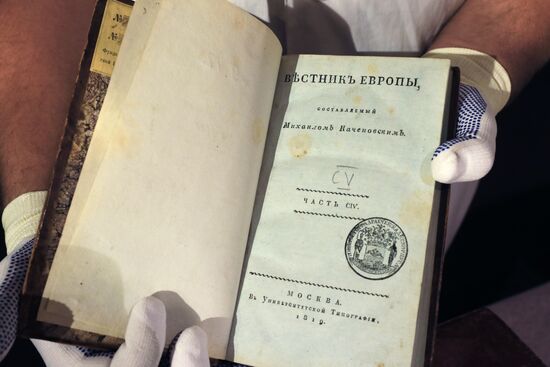 ВѢСТНИКЪ ЕВРОПЫ,
СОСТАВЛЯЕМЫЙ
Михаиломъ Каченовскимъ.
CV
ЧАСТЬ CIV.
МОСКВА.
Въ Университетской Типографіи,
1819.